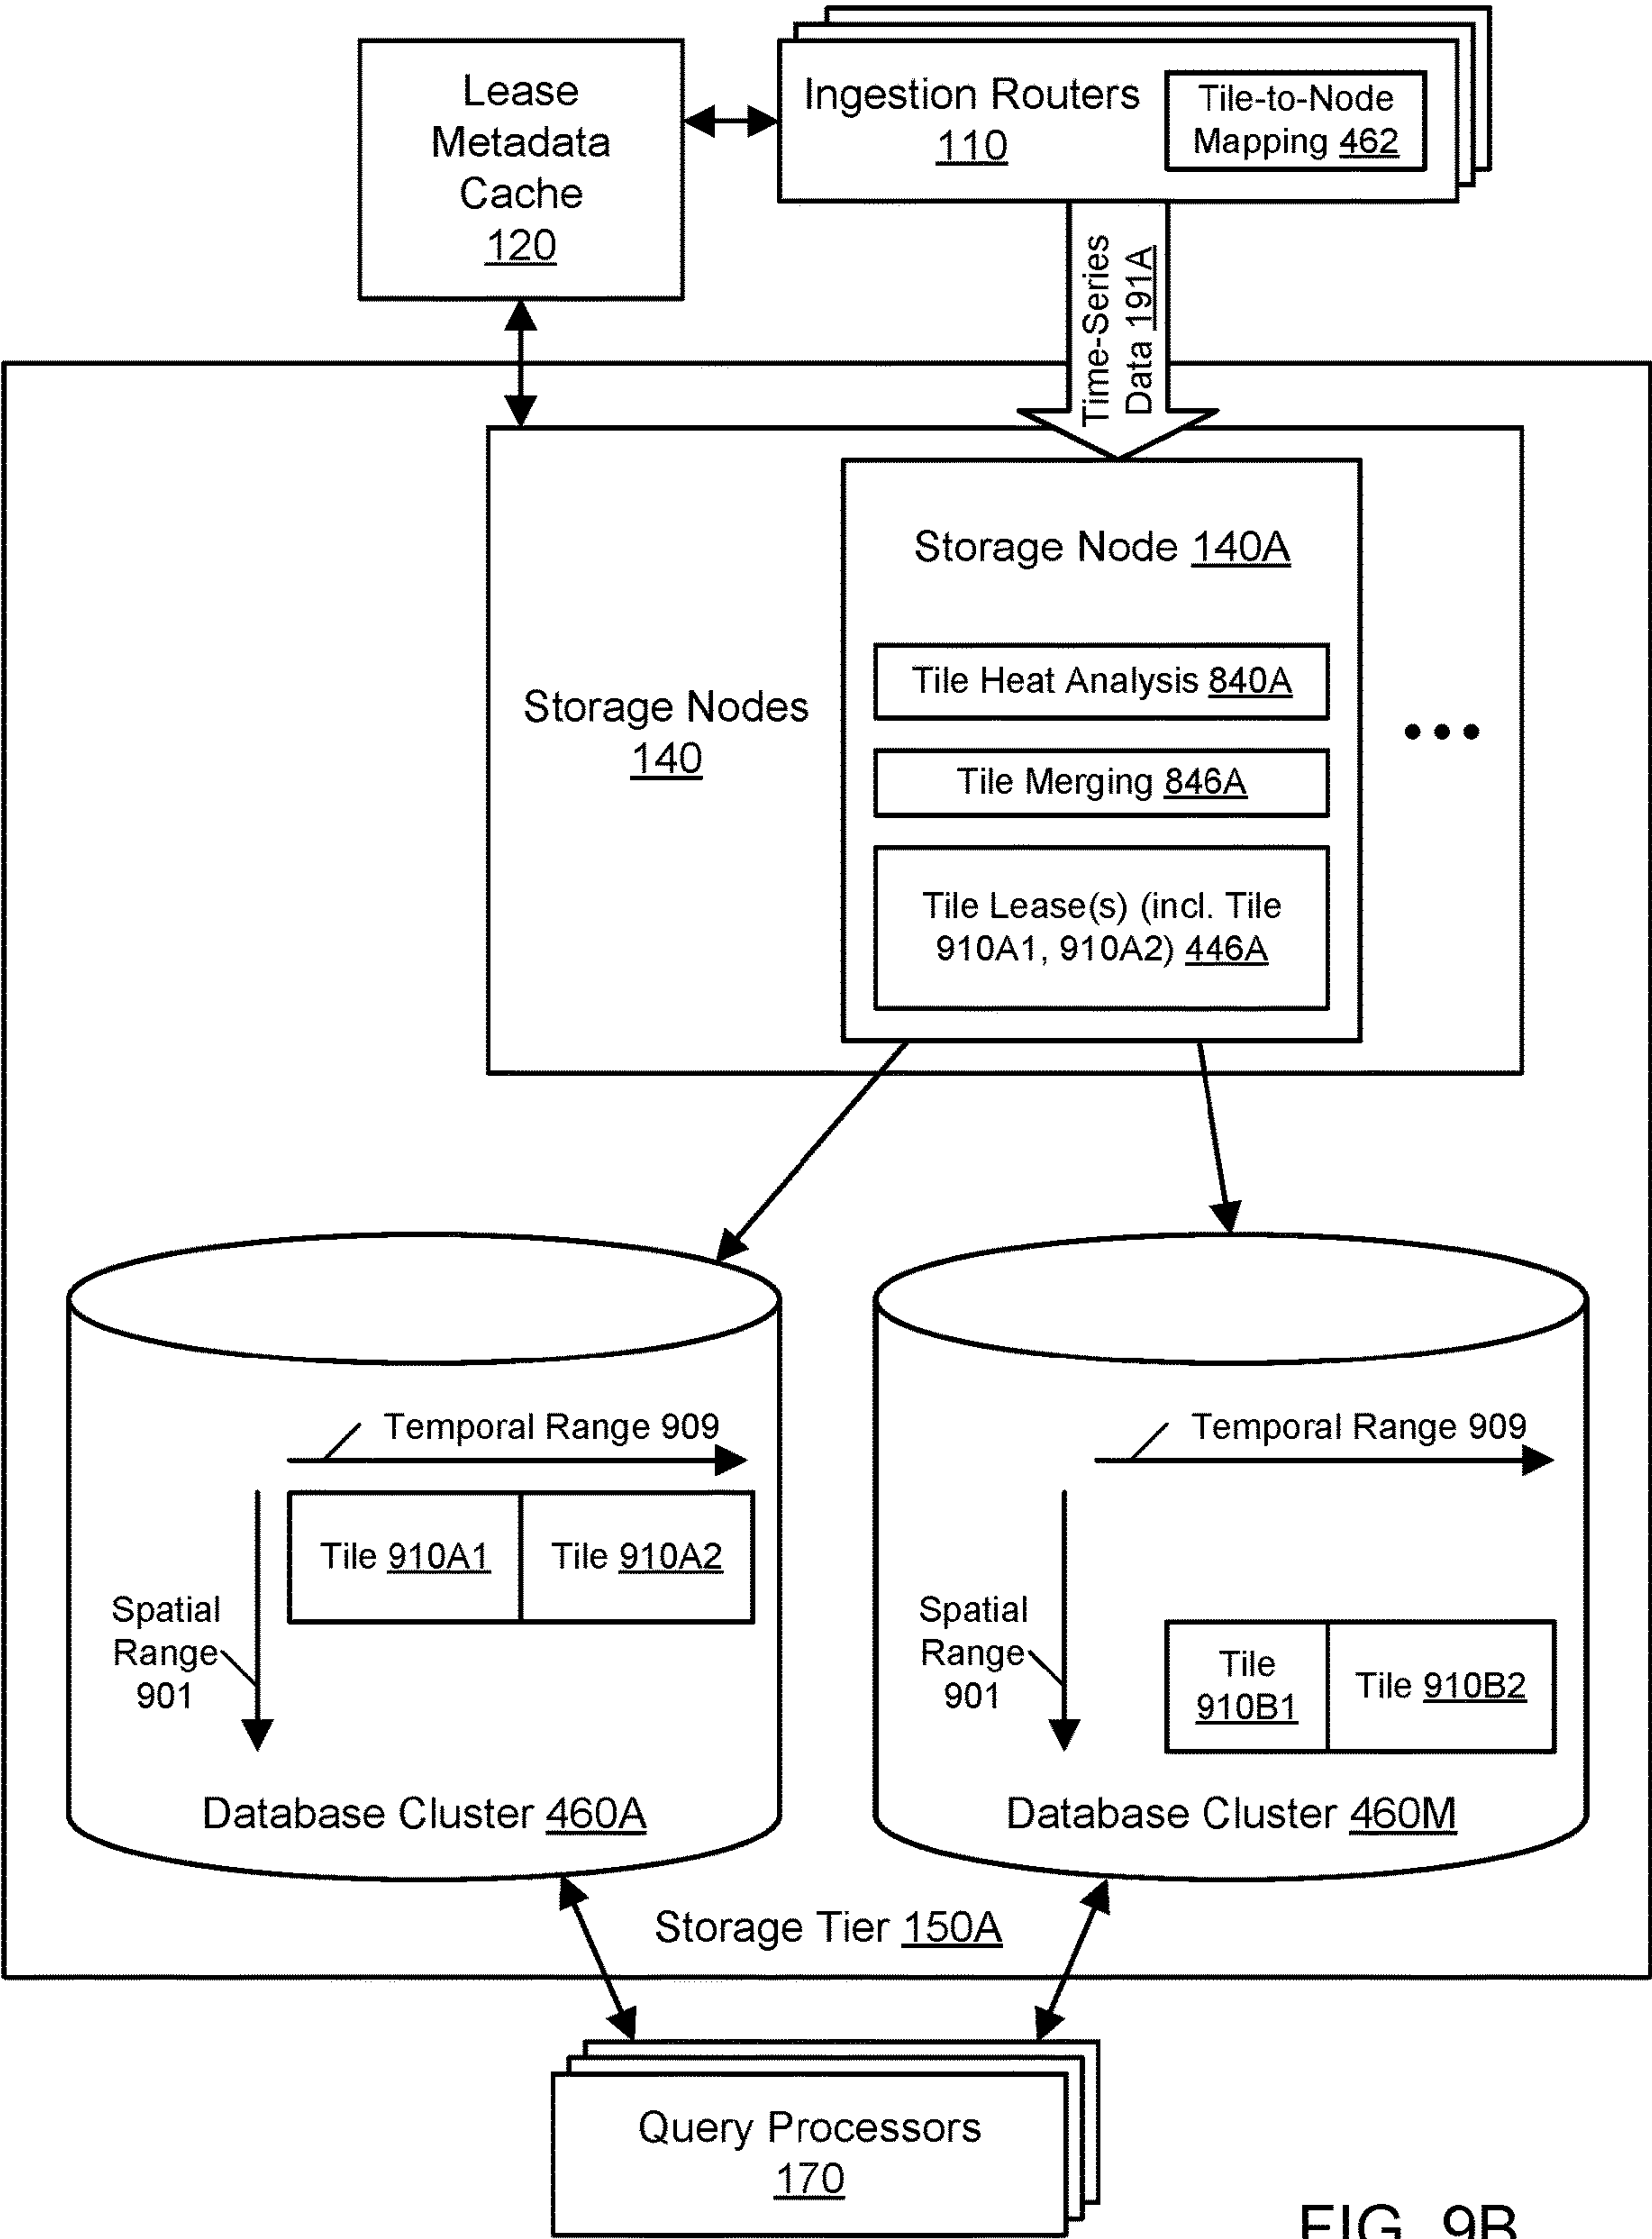 Lease
Metadata
Cache
120
Ingestion Routers
110
Tile-to-Node
Mapping 462
Time-Series
Data 191A
Storage Nodes
140
Storage Node 140A
Tile Heat Analysis 840A
Tile Merging 846A
Tile Lease(s) (incl. Tile
910A1, 910A2) 446A
Temporal Range 909
Tile 910A1
Tile 910A2
Spatial
Range
901
Database Cluster 460A
Temporal Range 909
Spatial
Range
901
Tile
910B1
Tile 910B2
Database Cluster 460M
Storage Tier 150A
Query Processors
170
FIG. 9B